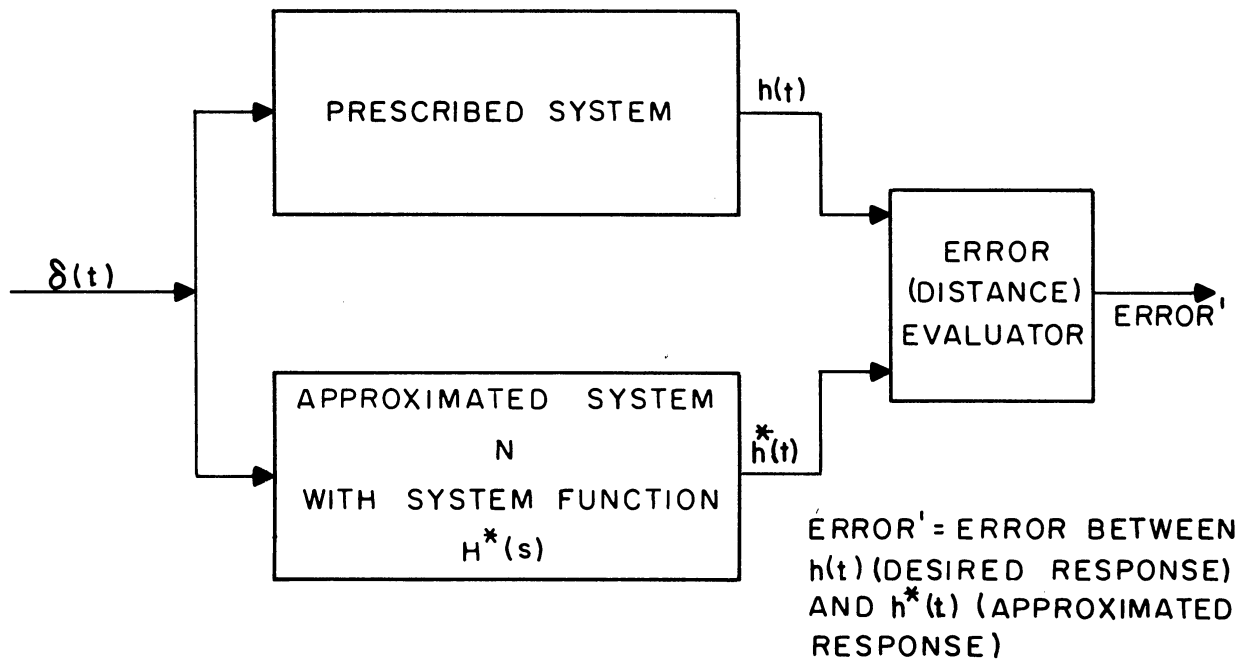 PRESCRIBED SYSTEM
h(t)
δ(t)
ERROR
(DISTANCE)
EVALUATOR
ERROR'
APPROXIMATED SYSTEM
N
WITH SYSTEM FUNCTION
H*(s)
h*(t)
ERROR' = ERROR BETWEEN
h(t) (DESIRED RESPONSE)
AND h*(t) (APPROXIMATED
RESPONSE)